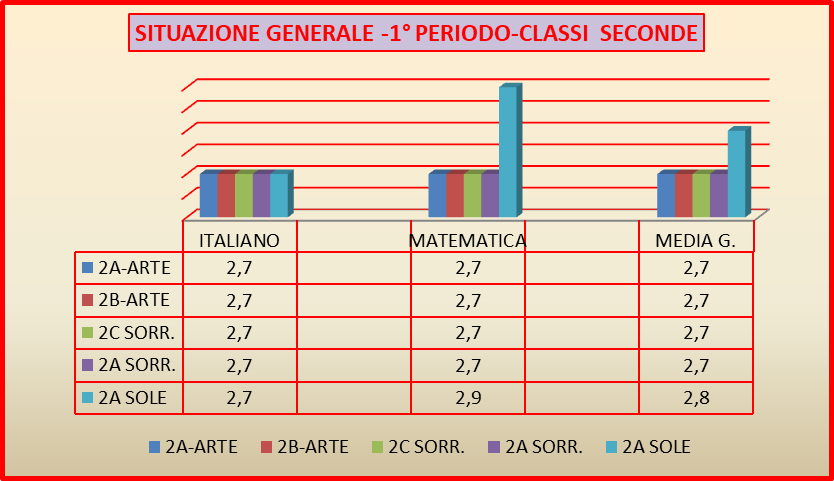 SITUAZIONE GENERALE -1° PERIODO-CLASSI SECONDE
ITALIANO MATEMATICA MEDIA G.
2A-ARTE 2,7 2,7 2,7
2B-ARTE 2,7 2,7 2,7
2C SORR. 2,7 2,7 2,7
2A SORR. 2,7 2,7 2,7
2A SOLE 2,7 2,9 2,8
2A-ARTE 2B-ARTE 2C SORR. 2A SORR. 2A SOLE